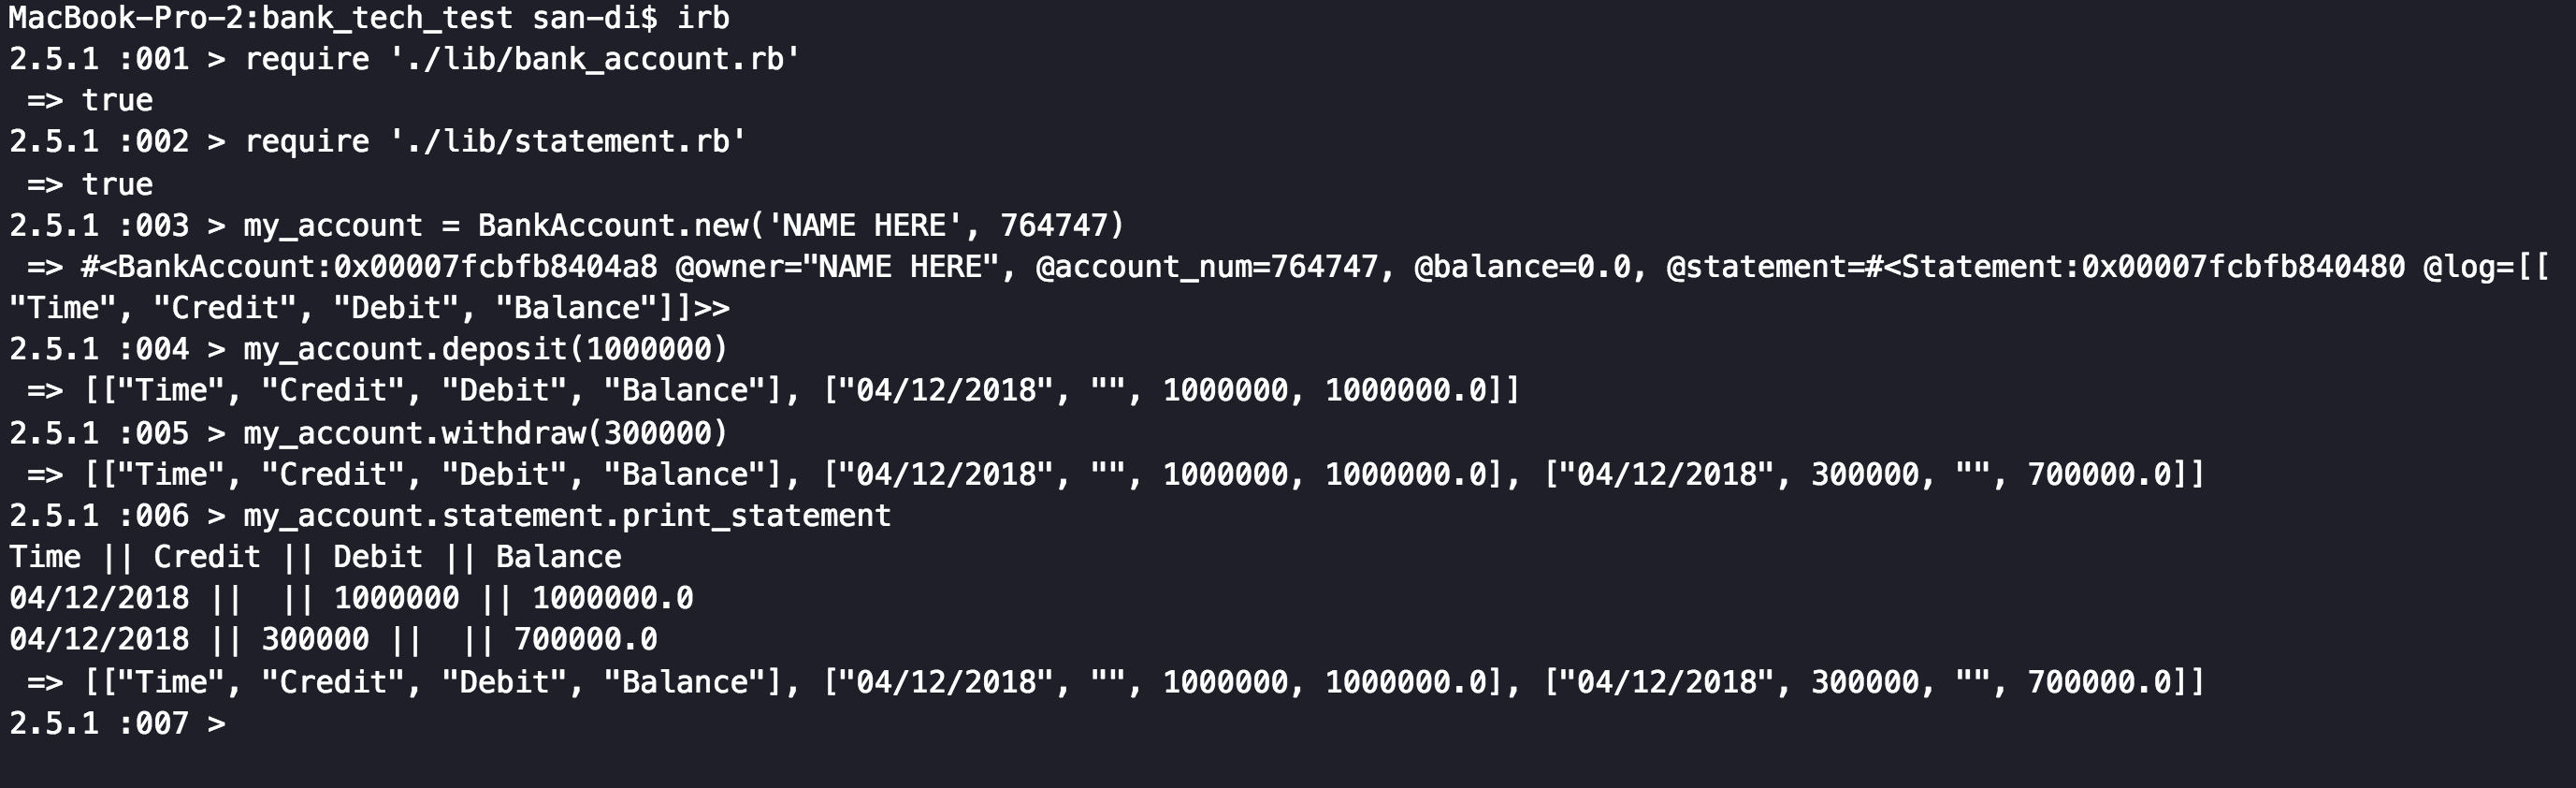 MacBook-Pro-2:bank_tech_test san-di$ irb
2.5.1 :001 > require './lib/bank_account.rb'
 => true
2.5.1 :002 > require './lib/statement.rb'
 => true
2.5.1 :003 > my_account = BankAccount.new('NAME HERE', 764747)
 => #<BankAccount:0x00007fcbfb8404a8 @owner="NAME HERE", @account_num=764747, @balance=0.0, @statement=#<Statement:0x00007fcbfb840480 @log=[[
"Time", "Credit", "Debit", "Balance"]]>>
2.5.1 :004 > my_account.deposit(1000000)
 => [["Time", "Credit", "Debit", "Balance"], ["04/12/2018", "", 1000000, 1000000.0]]
2.5.1 :005 > my_account.withdraw(300000)
 => [["Time", "Credit", "Debit", "Balance"], ["04/12/2018", "", 1000000, 1000000.0], ["04/12/2018", 300000, "", 700000.0]]
2.5.1 :006 > my_account.statement.print_statement
Time || Credit || Debit || Balance
04/12/2018 ||  || 1000000 || 1000000.0
04/12/2018 || 300000 ||  || 700000.0
 => [["Time", "Credit", "Debit", "Balance"], ["04/12/2018", "", 1000000, 1000000.0], ["04/12/2018", 300000, "", 700000.0]]
2.5.1 :007 >